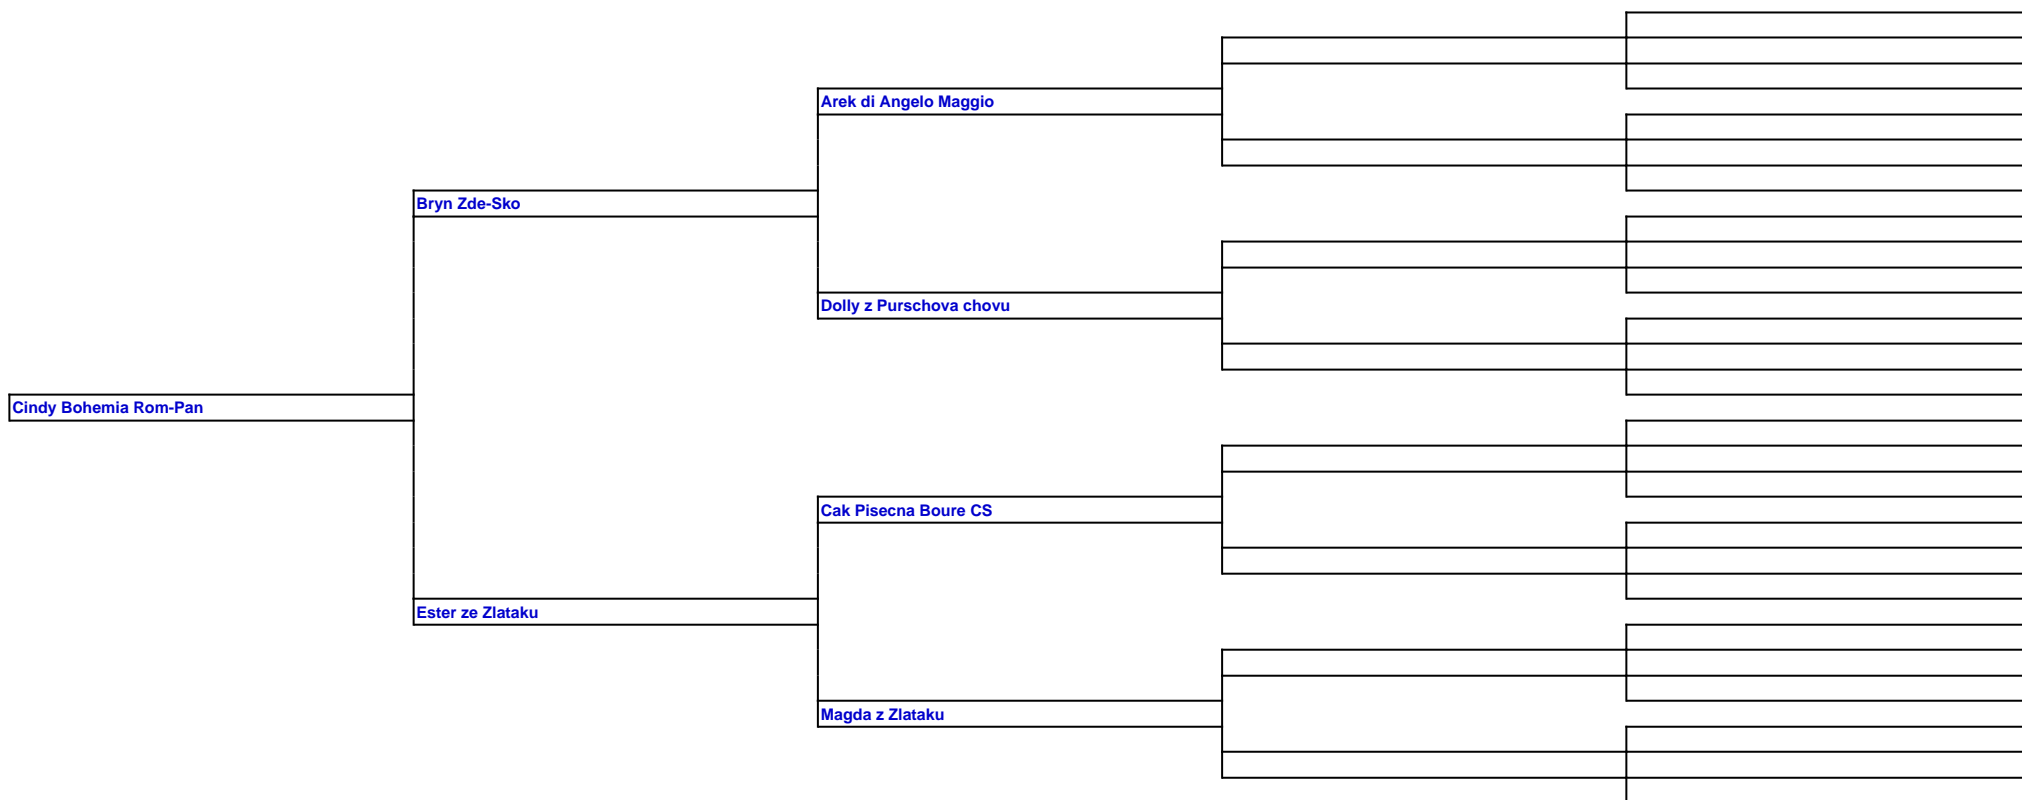 Arek di Angelo Maggio
Bryn Zde-Sko
Dolly z Purschova chovu
Cindy Bohemia Rom-Pan
Cak Pisecna Boure CS
Ester ze Zlataku
Magda z Zlataku